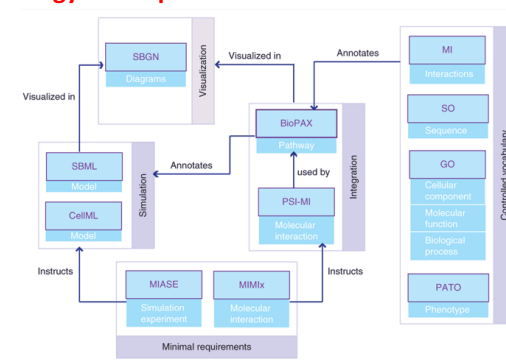 SBGN
Diagrams
Visualization
Visualized in
Annotates
MI
Interactions
Visualized in
SO
Sequence
BioPAX
Pathway
Annotates
SBML
Model
Simulation
used by
Integration
GO
Cellular
component
Molecular
function
Biological
process
Controlled vocabulary
CellML
Model
PSI-MI
Molecular
interaction
Instructs
MIASE
Simulation
experiment
MIMIx
Molecular
interaction
Instructs
PATO
Phenotype
Minimal requirements